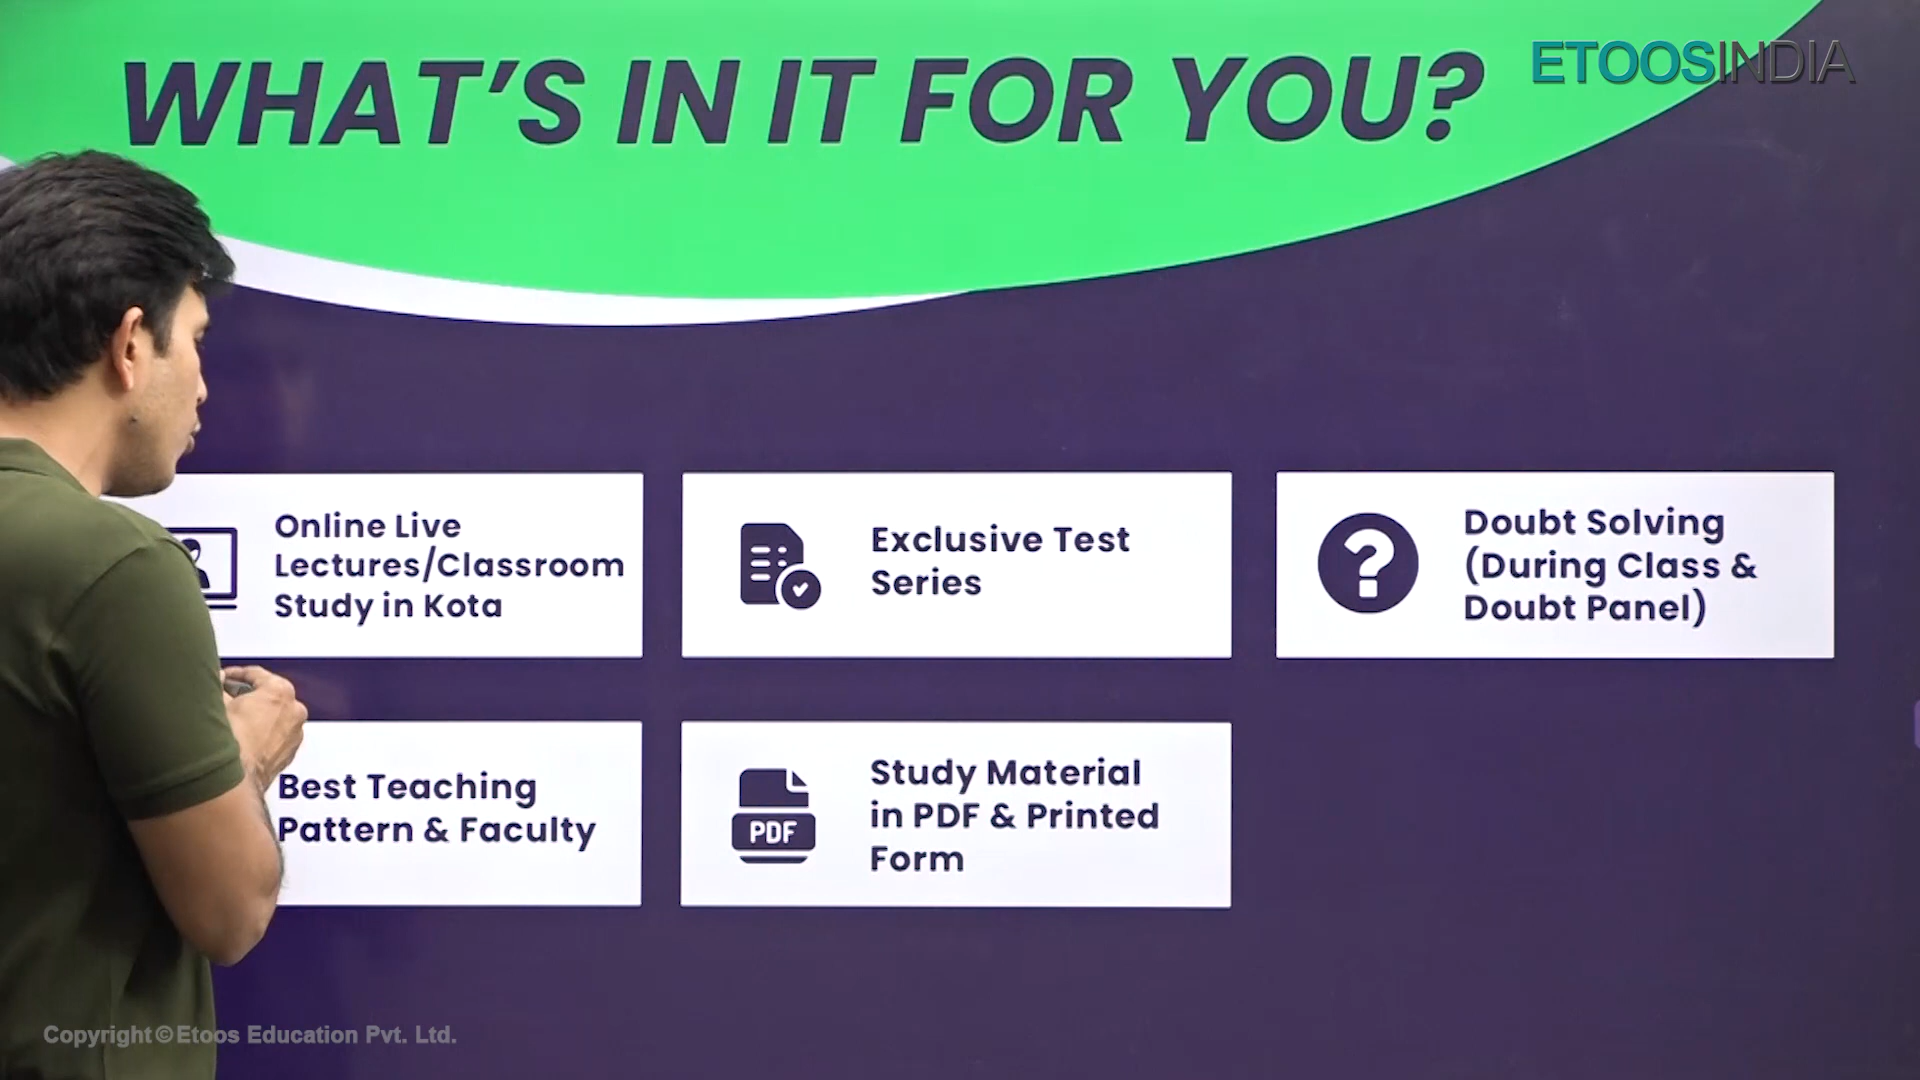 WHAT'S IN IT FOR YOU?
ETOOSINDIA
Online Live
Lectures/Classroom
Study in Kota
Exclusive Test
Series
Doubt Solving
(During Class &
Doubt Panel)
Best Teaching
Pattern & Faculty
PDF
Study Material
in PDF & Printed
Form
Copyright © Etoos Education Pvt. Ltd.